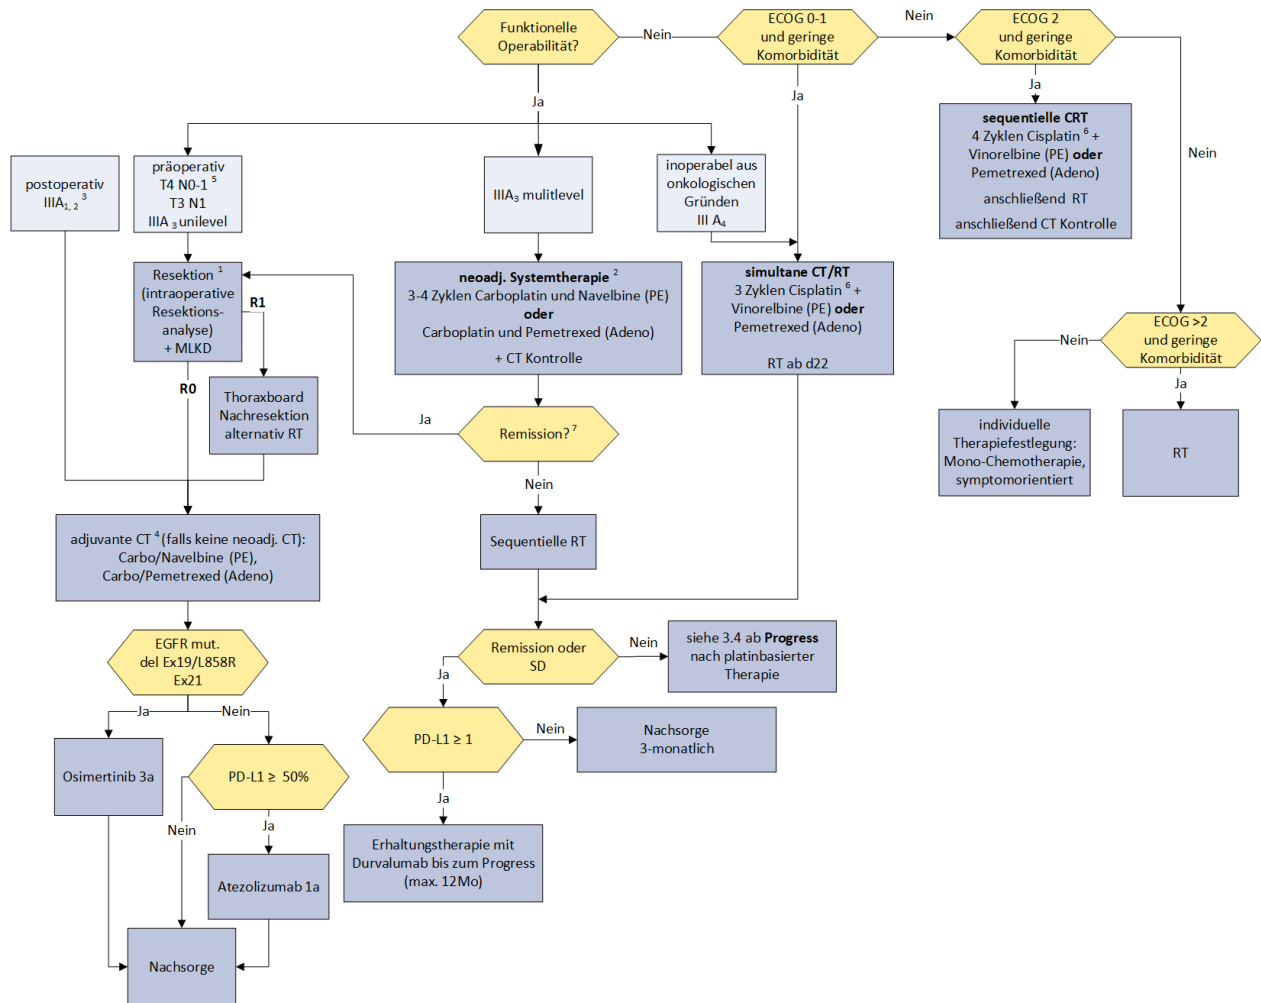 Funktionelle
Operabilität?
Nein
ECOG 0-1
und geringe
Komorbidität
Nein
ECOG 2
und geringe
Komorbidität
Ja
Ja
Ja
Nein
sequentielle CRT
4 Zyklen Cisplatin 6 +
Vinorelbine (PE) oder
Pemetrexed (Adeno)
anschließend RT
anschließend CT Kontrolle
postoperativ
IIIA1, 2 3
präoperativ
T4 N0-1 5
T3 N1
IIIA 3 unilevel
IIIA3 mulitlevel
inoperabel aus
onkologischen
Gründen
III A4
Resektion 1
(intraoperative
Resektions-
analyse)
+ MLKD
R1
R0
neoadj. Systemtherapie 2
3-4 Zyklen Carboplatin und Navelbine (PE)
oder
Carboplatin und Pemetrexed (Adeno)
+ CT Kontrolle
simultane CT/RT
3 Zyklen Cisplatin 6 +
Vinorelbine (PE) oder
Pemetrexed (Adeno)
RT ab d22
ECOG >2
und geringe
Komorbidität
Nein
Ja
Thoraxboard
Nachresektion
alternativ RT
Ja
Remission? 7
Nein
individuelle
Therapiefestlegung:
Mono-Chemotherapie,
symptomorientiert
RT
adjuvante CT 4 (falls keine neoadj. CT):
Carbo/Navelbine (PE),
Carbo/Pemetrexed (Adeno)
Sequentielle RT
EGFR mut.
del Ex19/L858R
Ex21
Ja
Nein
Remission oder
SD
Nein
Ja
siehe 3.4 ab Progress
nach platinbasierter
Therapie
Osimertinib 3a
PD-L1 ≥ 50%
Nein
Ja
PD-L1 ≥ 1
Nein
Ja
Nachsorge
3-monatlich
Atezolizumab 1a
Erhaltungstherapie mit
Durvalumab bis zum Progress
(max. 12Mo)
Nachsorge